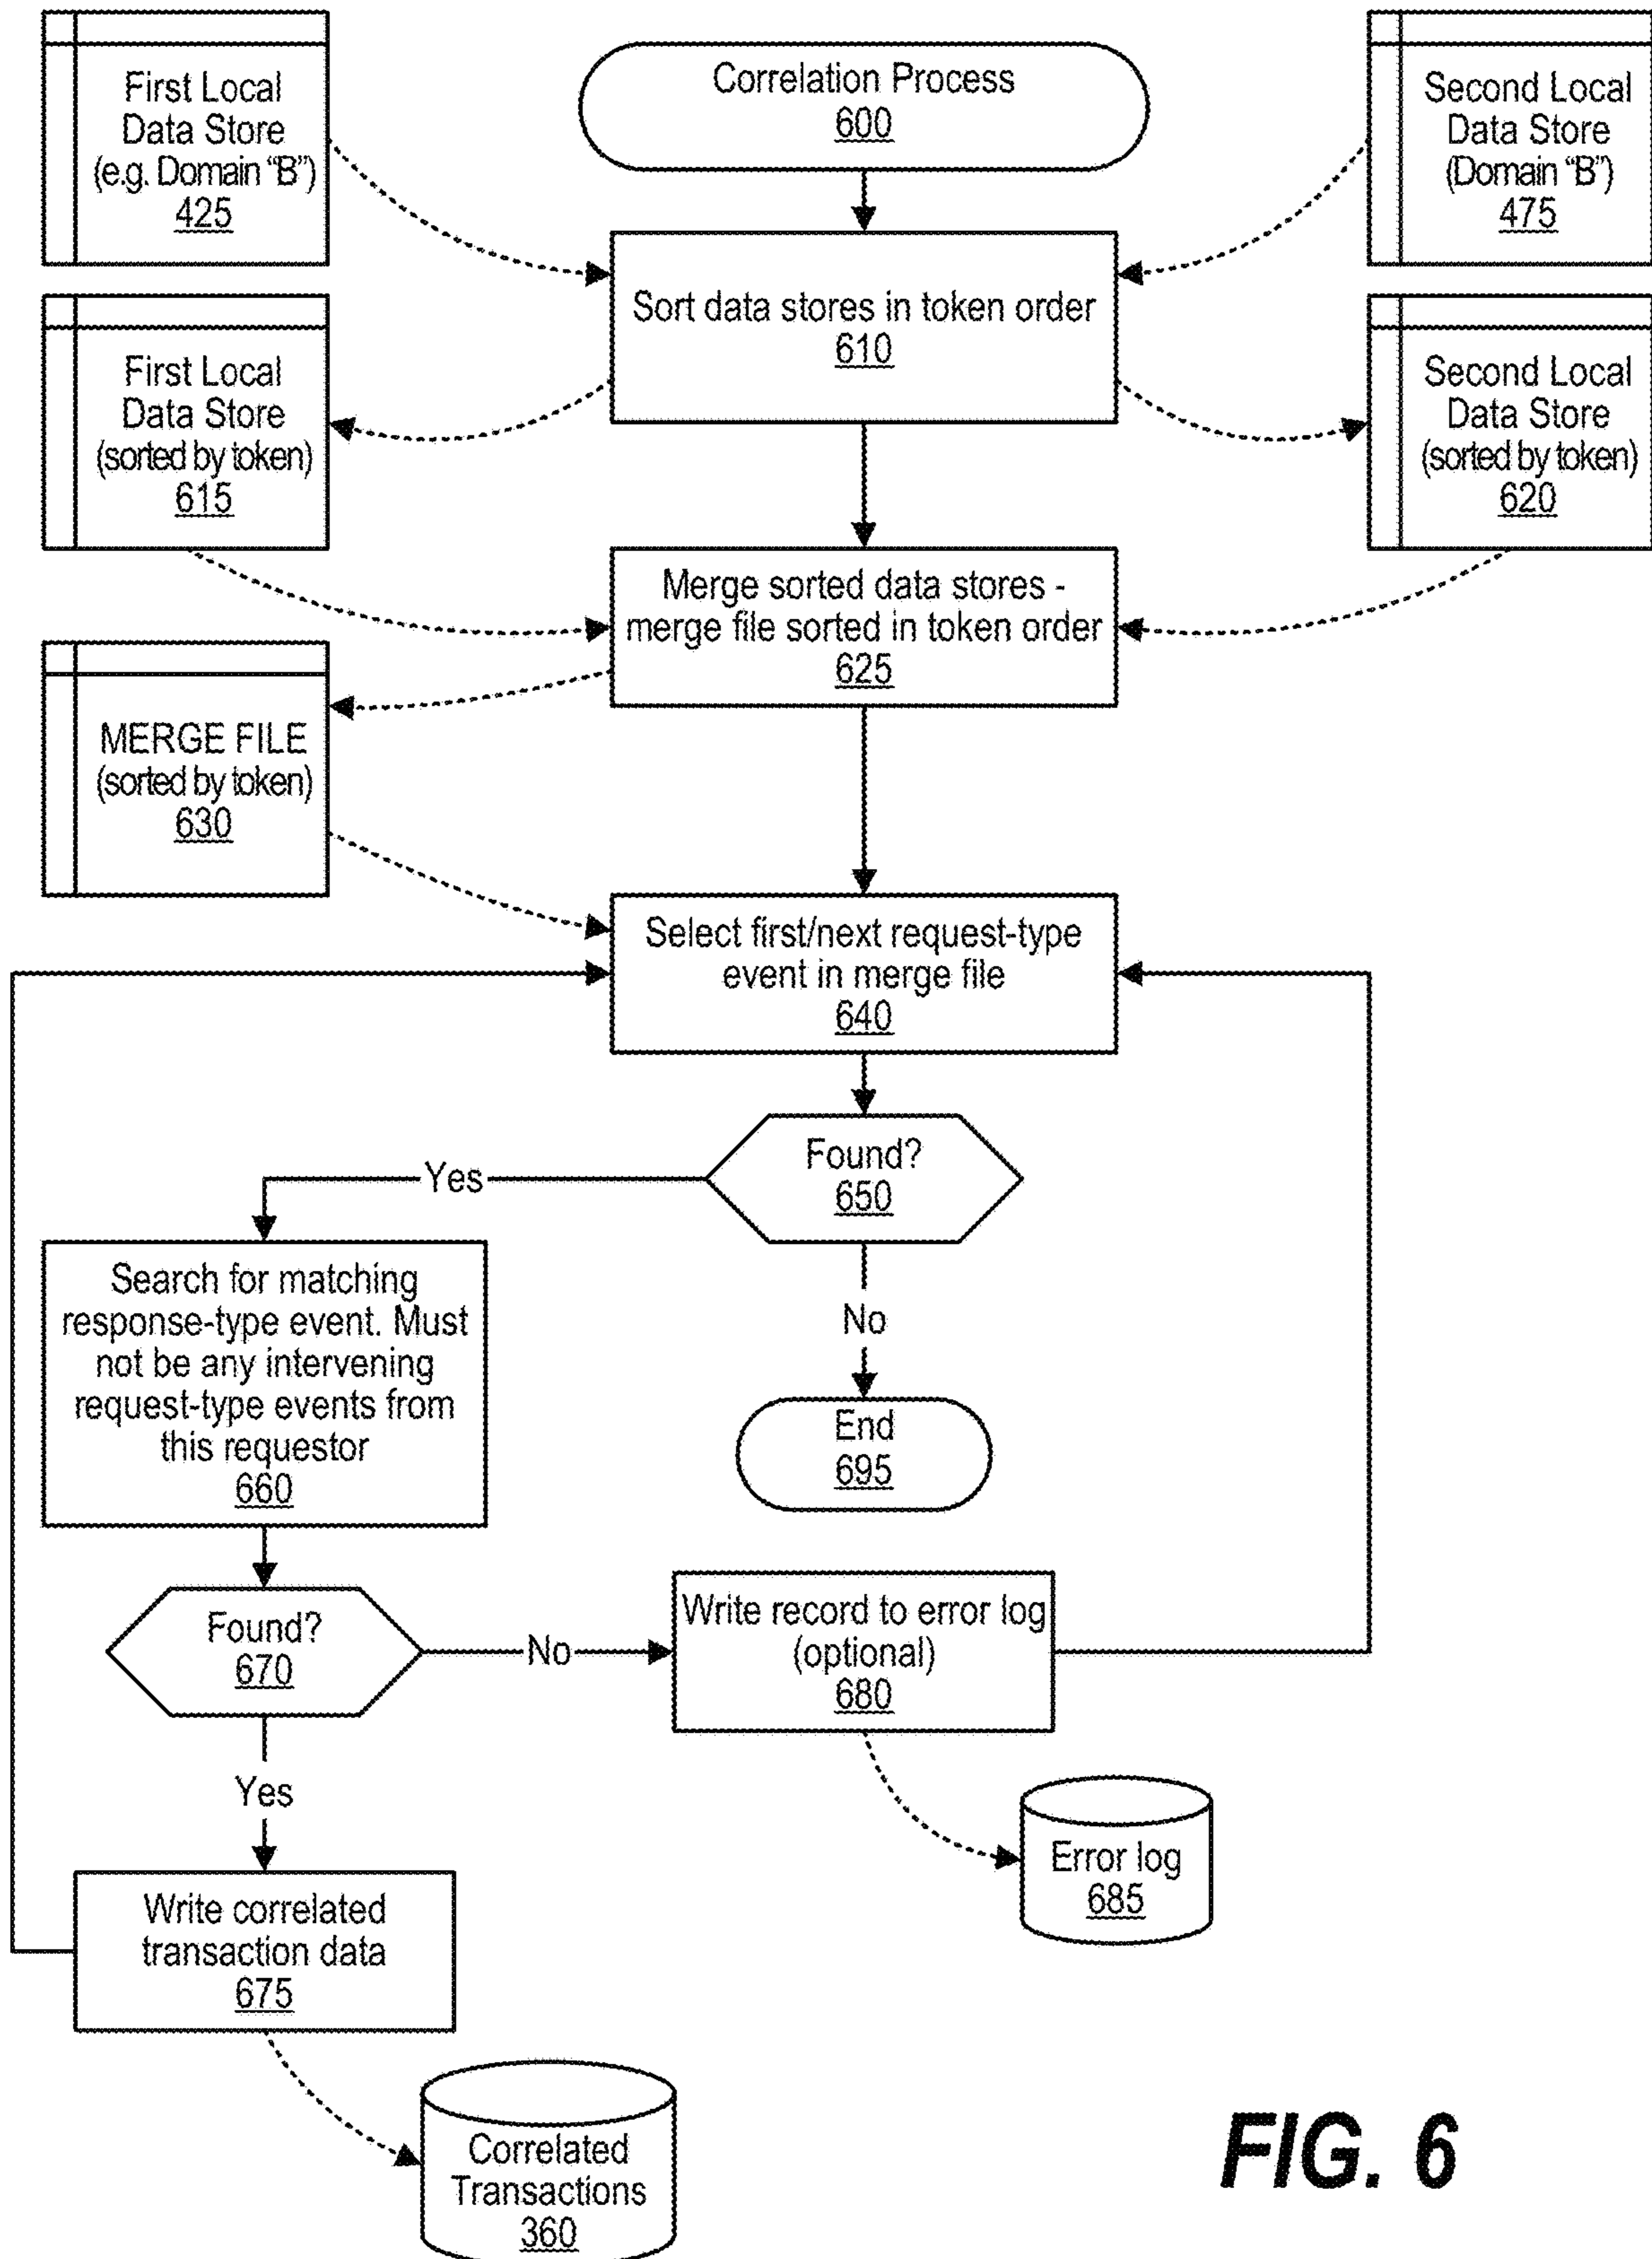 First Local
Data Store
(e.g. Domain “B”)
425
Correlation Process
600
Second Local
Data Store
(Domain “B”)
475
Sort data stores in token order
610
First Local
Data Store
(sorted by token)
615
Second Local
Data Store
(sorted by token)
620
Merge sorted data stores -
merge file sorted in token order
625
MERGE FILE
(sorted by token)
630
Select first/next request-type
event in merge file
640
Found?
650
Yes
No
Search for matching
response-type event. Must
not be any intervening
request-type events from
this requestor
660
End
695
Found?
670
No
Write record to error log
(optional)
680
Yes
Error log
685
Write correlated
transaction data
675
Correlated
Transactions
360
FIG. 6